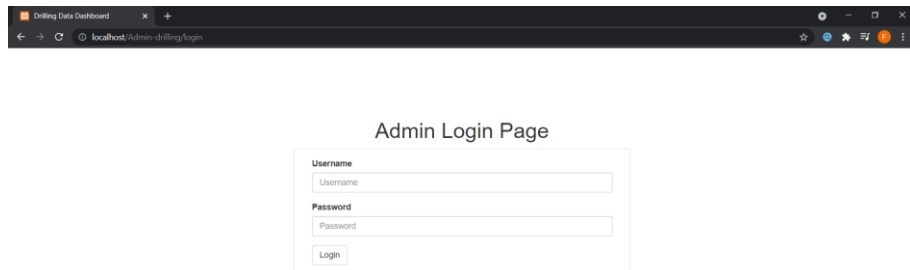 Drilling Data Dashboard
localhost/Admin-drilling/login
F
Admin Login Page
Username
Username
Password
Password
Login